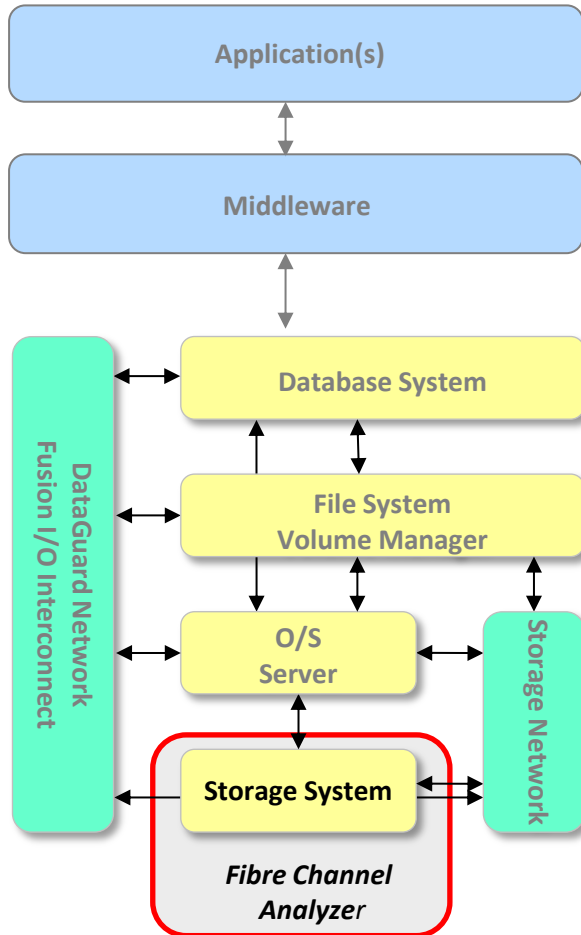 Application(s)
Middleware
Database System
DataGuard Network
Fusion I/O Interconnect
File System
Volume Manager
O/S
Server
Storage Network
Storage System
Fibre Channel
Analyzer